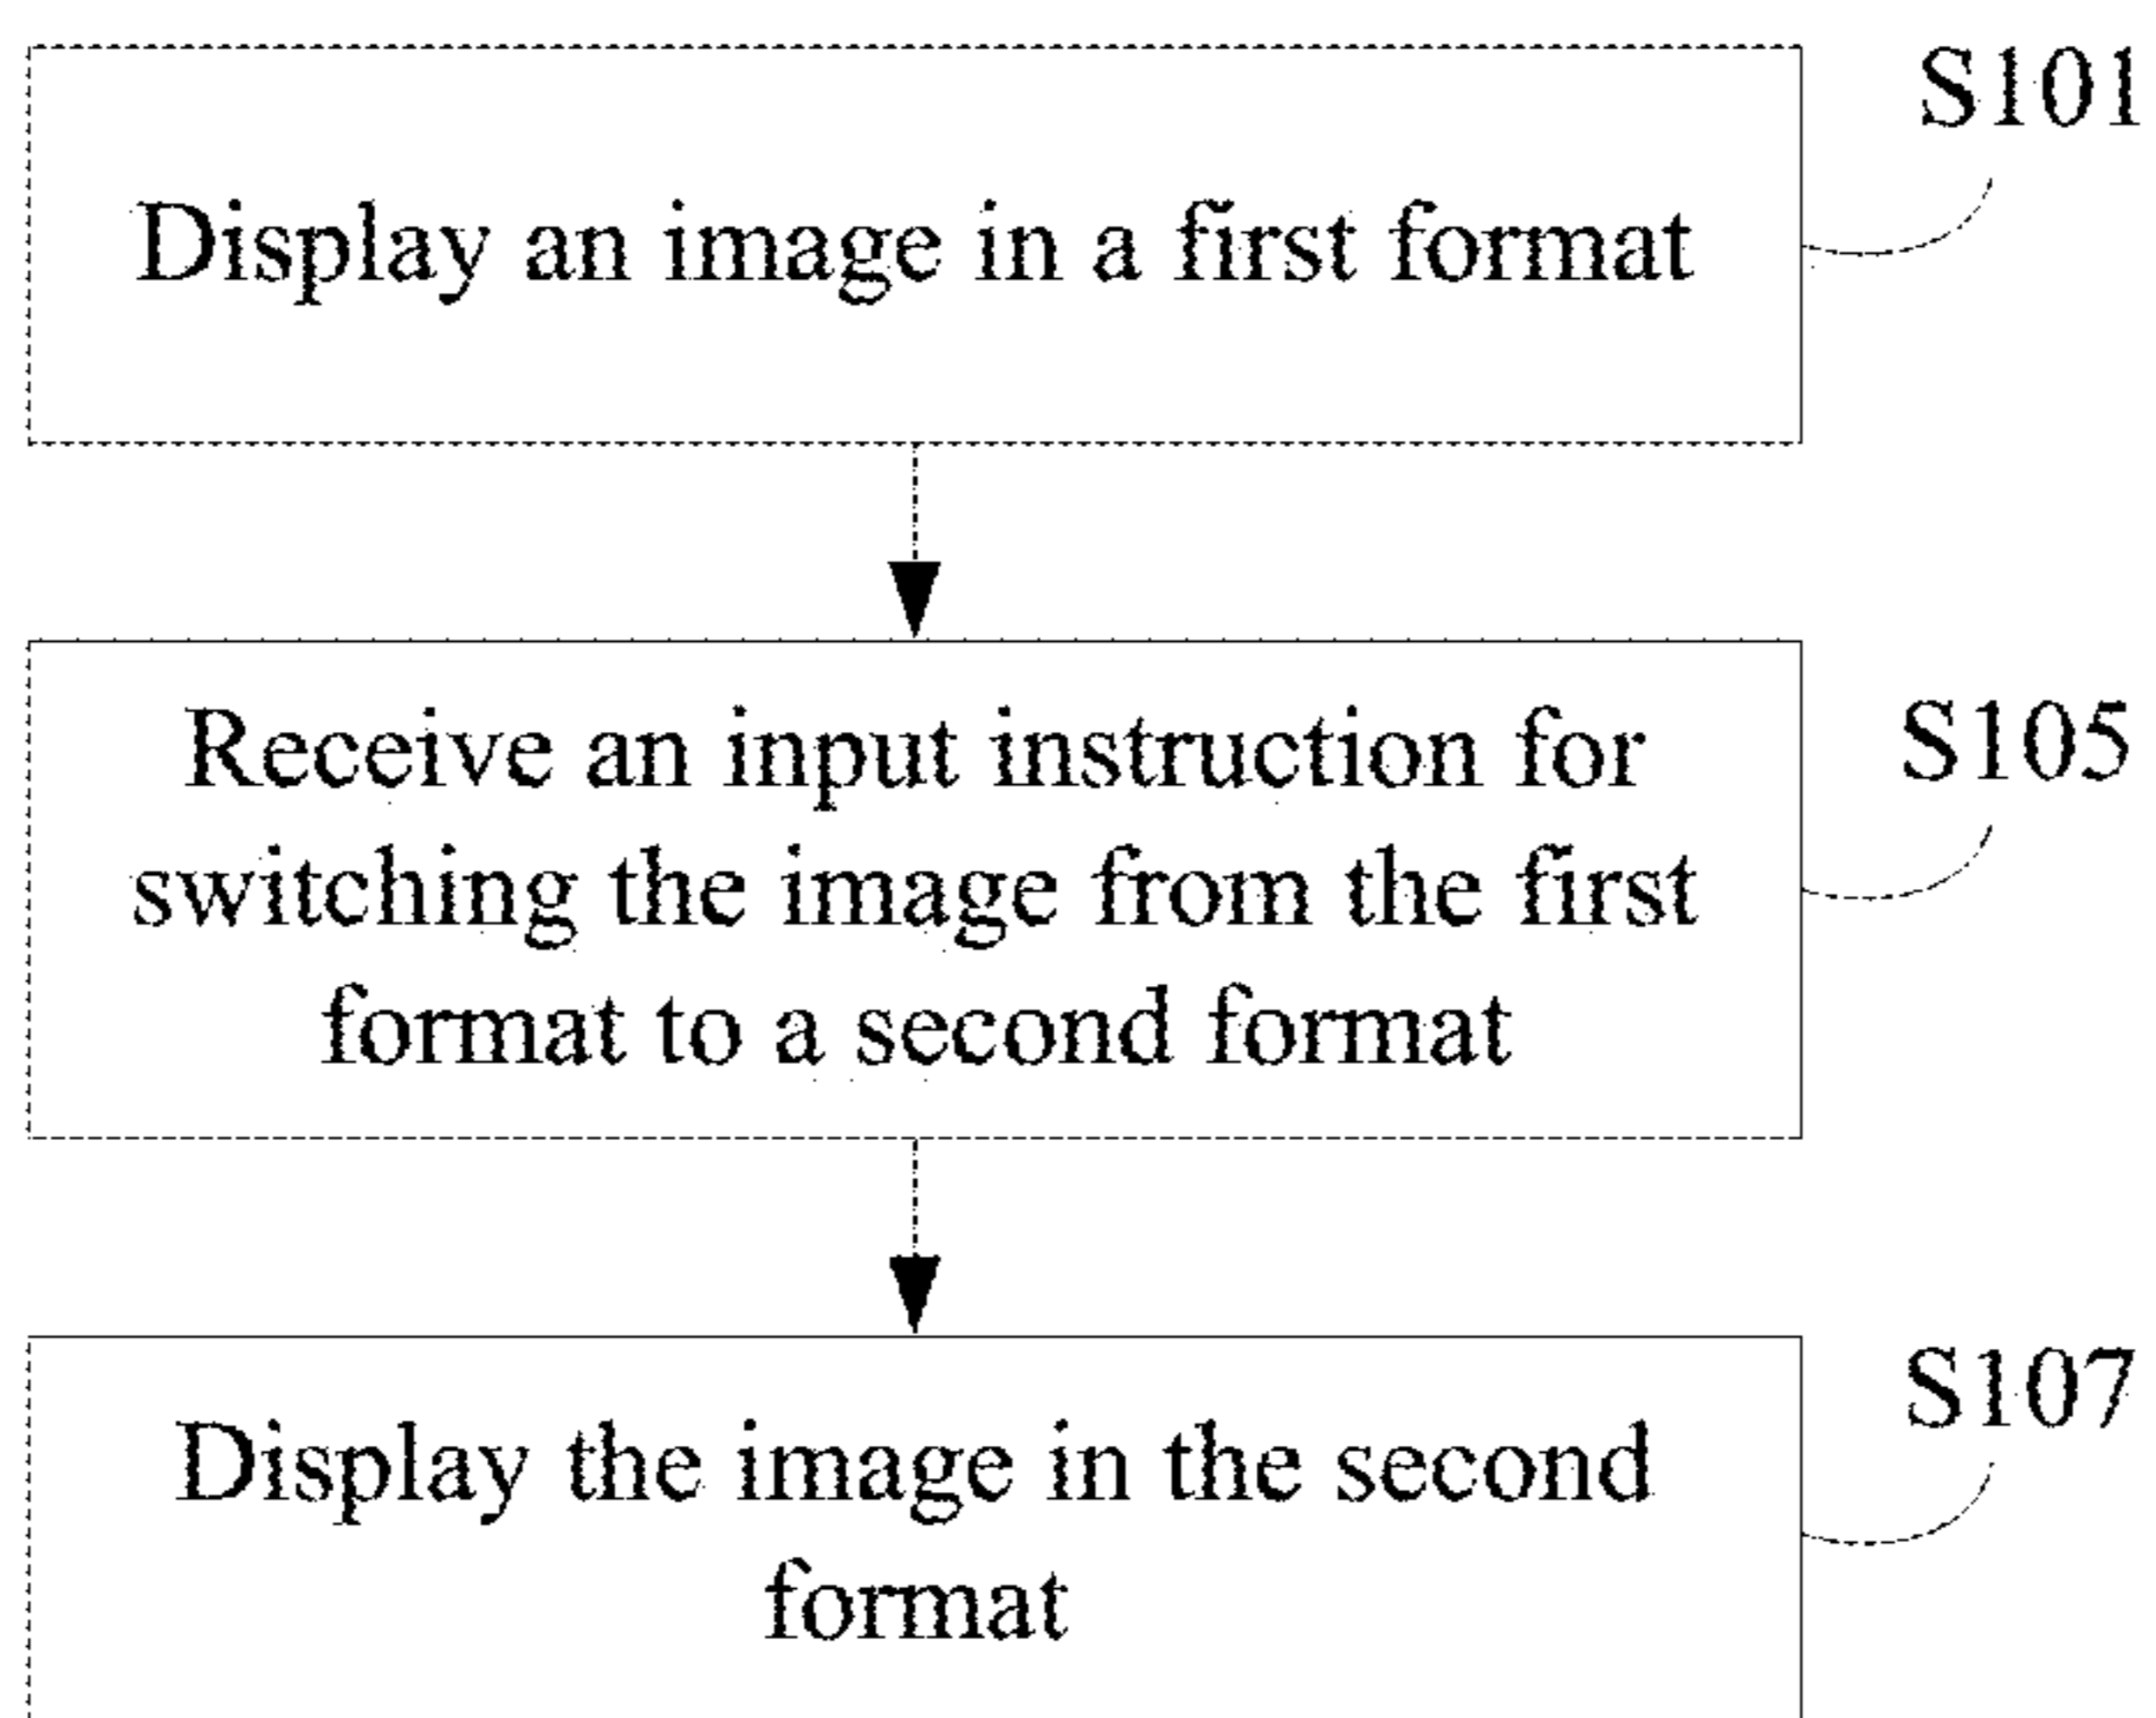 S101
Display an image in a first format
S105
Receive an input instruction for
switching the image from the first
format to a second format
S107
Display the image in the second
format